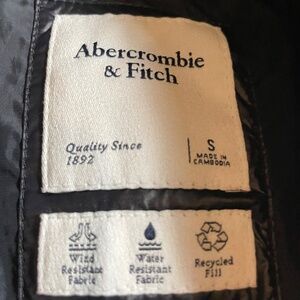 Abercrombie
& Fitch
Quality Since
1892
S
MADE IN
CAMBODIA
Wind
Resistant
Fabric
Water
Resistant
Fabric
Recycled
Fill